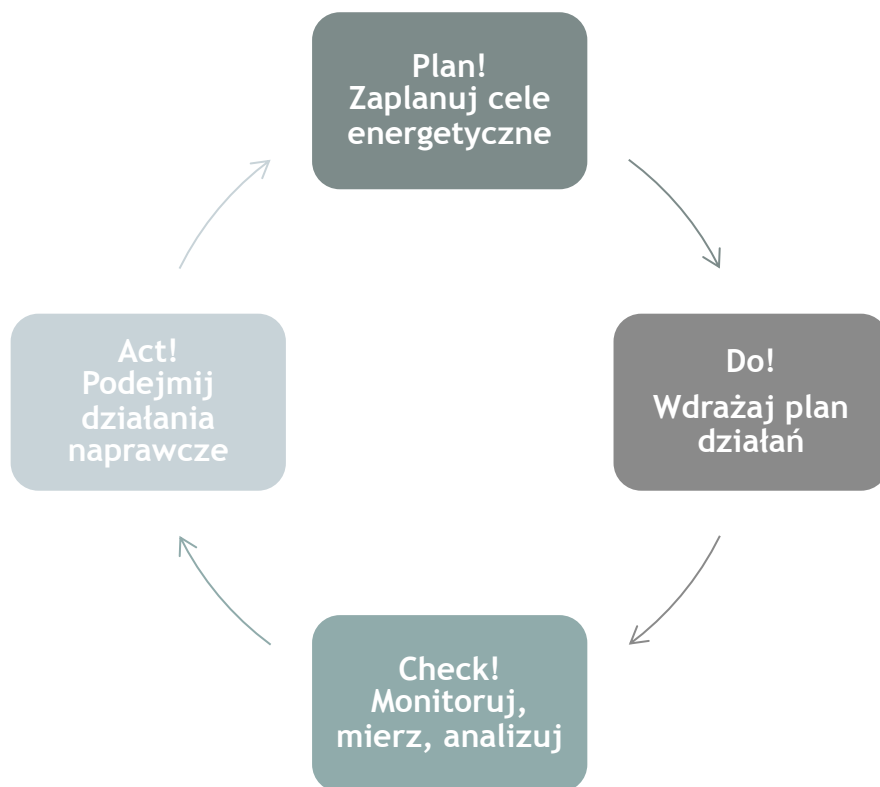 Plan!
Zaplanuj cele
energetyczne
Do!
Wdrażaj plan
działań
Check!
Monitoruj,
mierz, analizuj
Act!
Podejmij
działania
naprawcze